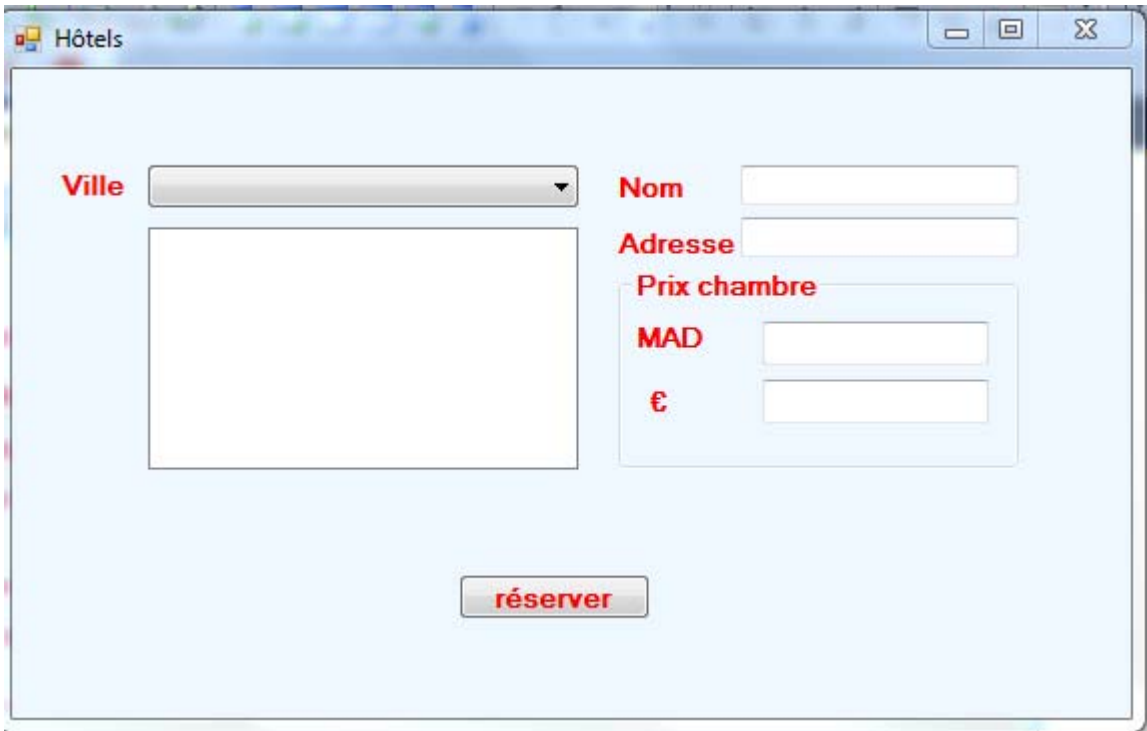 Hôtels
Ville
Nom
Adresse
Prix chambre
MAD
€
réserver